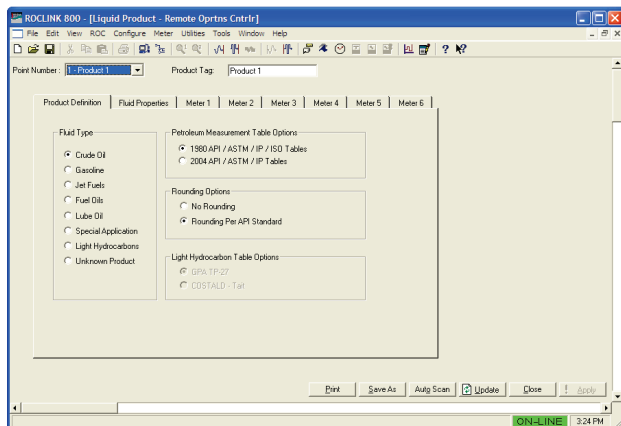 ROCLINK 800 - [Liquid Product - Remote Oprtns Cntrlr]
File Edit View ROC Configure Meter Utilities Tools Window Help
Point Number : 1 - Product 1 Product Tag: Product 1
Product Definition Fluid Properties Meter 1 Meter 2 Meter 3 Meter 4 Meter 5 Meter 6
Fluid Type
Crude Oil
Gasoline
Jet Fuels
Fuel Oils
Lube Oil
Special Application
Light Hydrocarbons
Unknown Product
Petroleum Measurement Table Options
1980 API / ASTM / IP / ISO Tables
2004 API / ASTM / IP Tables
Rounding Options
No Rounding
Rounding Per API Standard
Light Hydrocarbon Table Options
GPA TP-27
COSTALD - Tait
Print Save As Auto Scan Update Close ! Apply
ON-LINE 3:24 PM